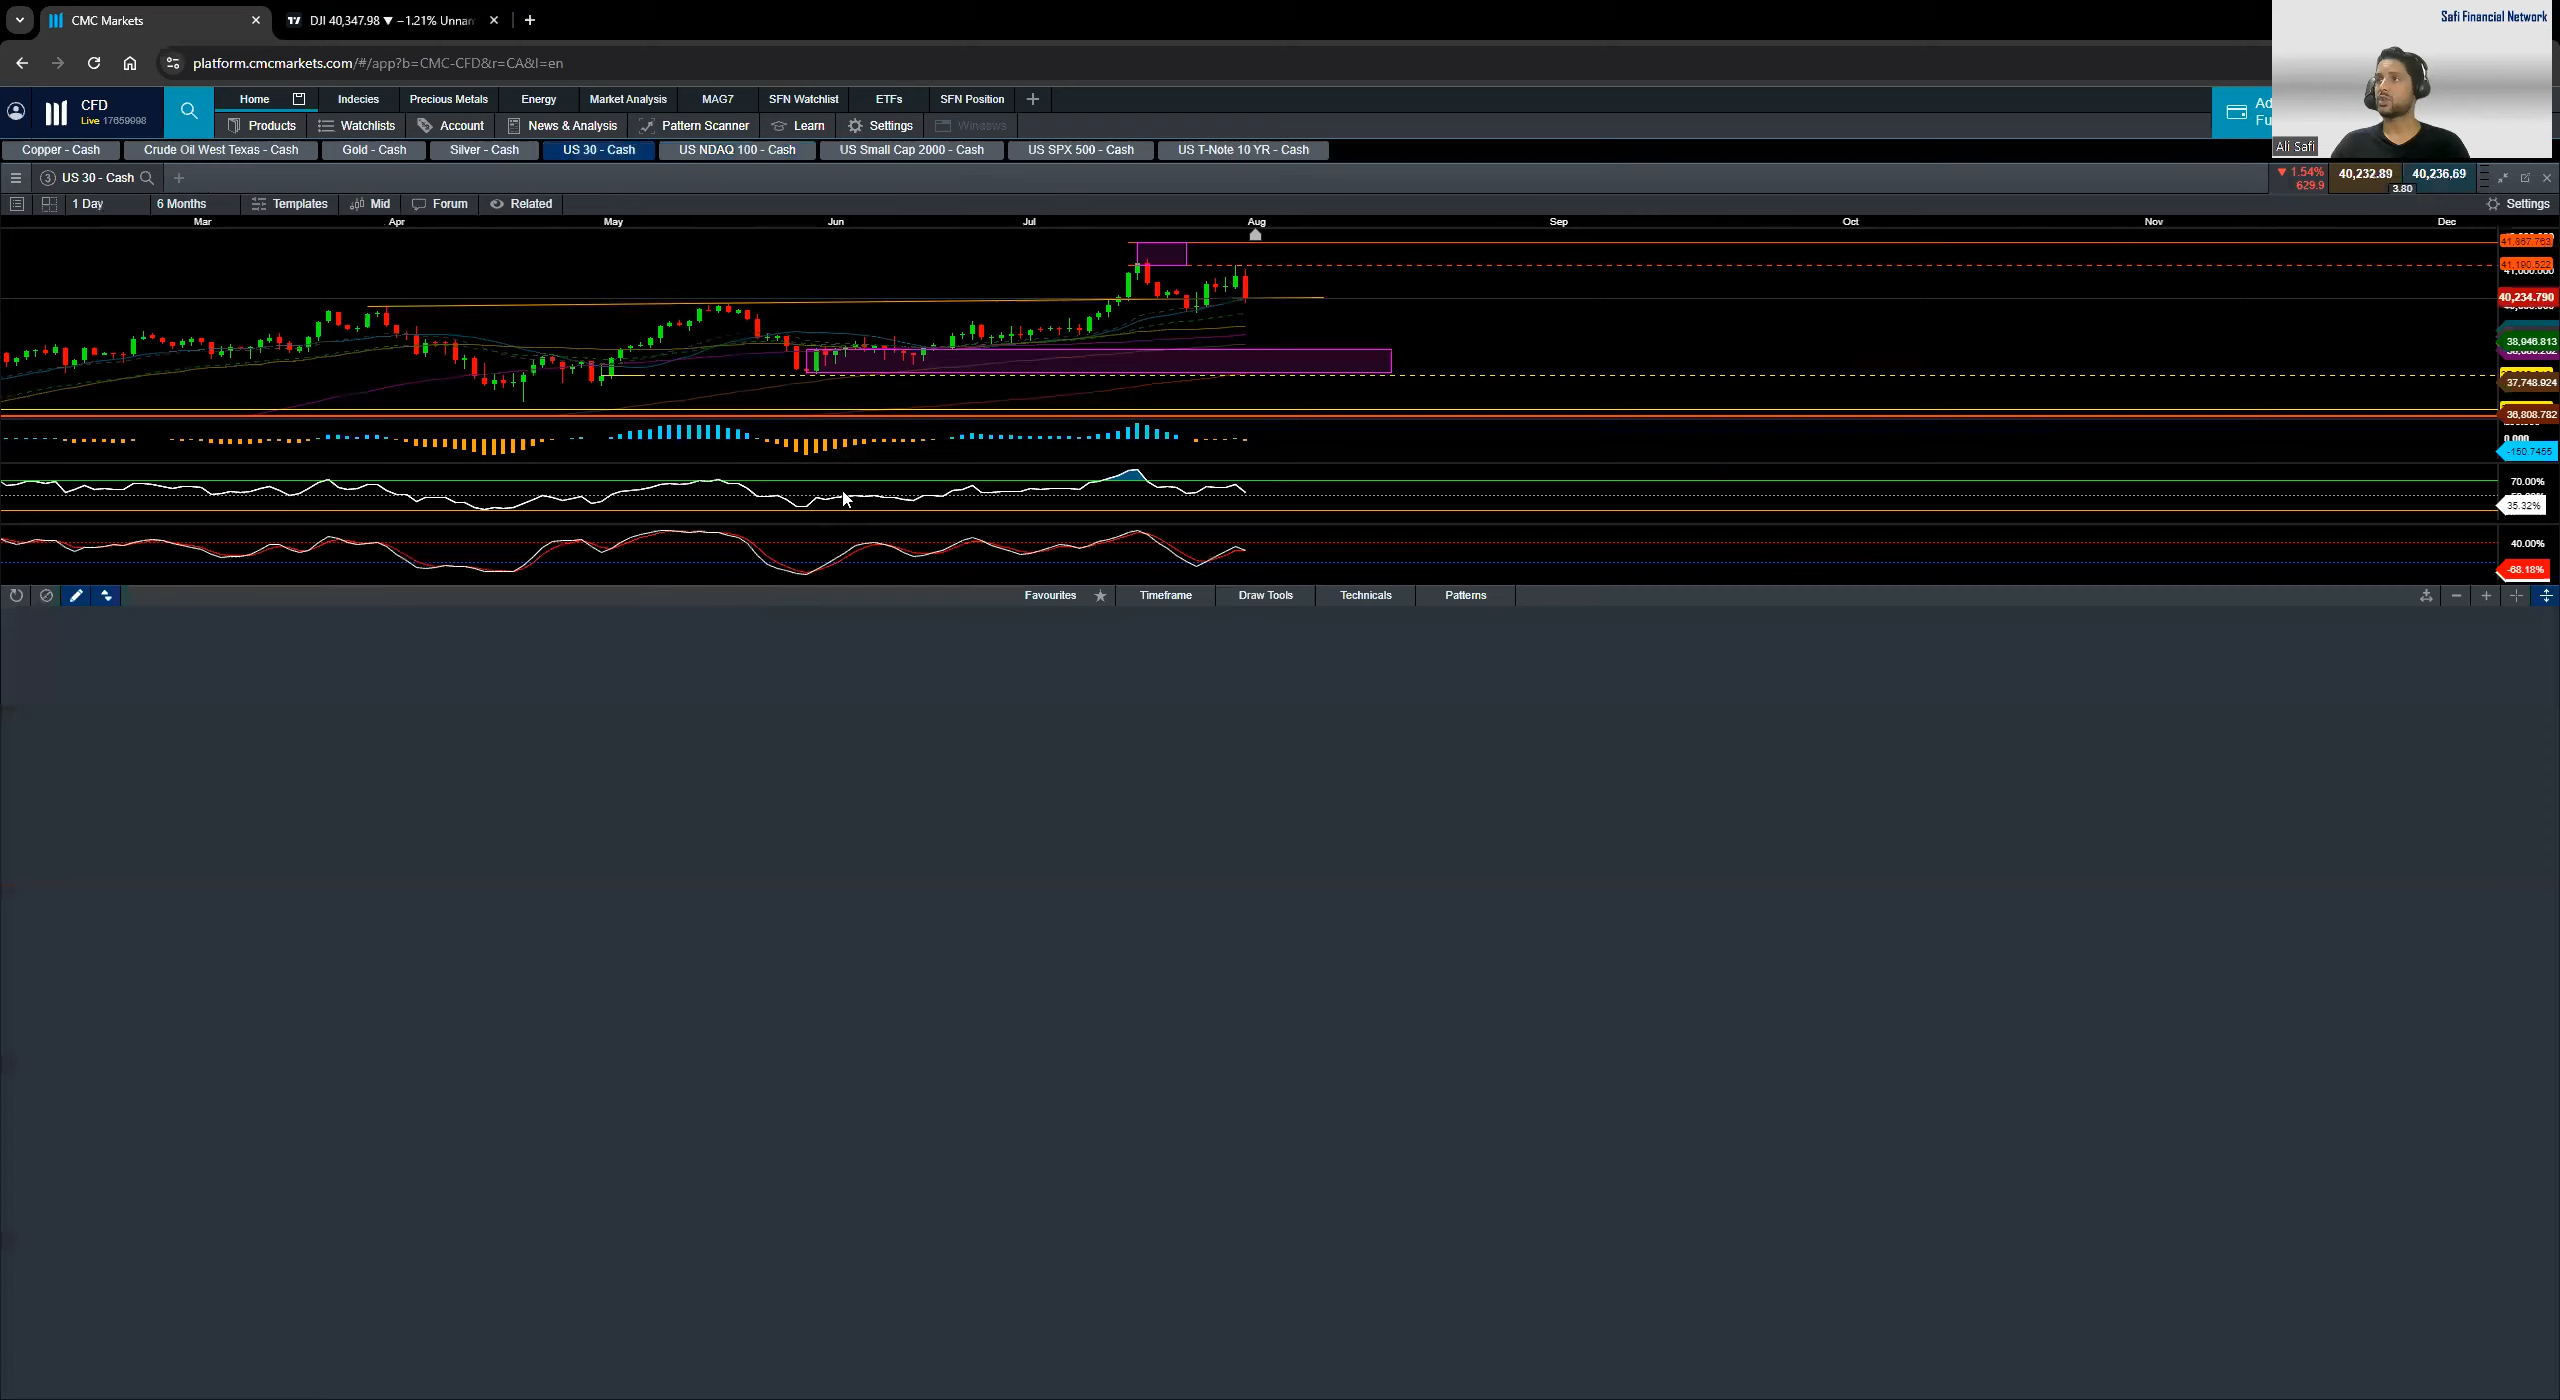 CMC Markets
DJI 40,347.98 ▼ −1.21% Unnan
Safi Financial Network
platform.cmcmarkets.com/#/app?b=CMC-CFD&r=CA&l=en
CFD
Live 17659998
Home Indecies Precious Metals Energy Market Analysis MAG7 SFN Watchlist ETFs SFN Position
Products Watchlists Account News & Analysis Pattern Scanner Learn Settings
Ali Safi
Copper - Cash Crude Oil West Texas - Cash Gold - Cash Silver - Cash US 30 - Cash US NDAQ 100 - Cash US Small Cap 2000 - Cash US SPX 500 - Cash US T-Note 10 YR - Cash
3 US 30 - Cash
▼ 1.54%
629.9
40,232.89 40,236.69
3.80
1 Day 6 Months Templates Mid Forum Related Settings
Mar Apr May Jun Jul Aug Sep Oct Nov Dec
41,190.522
40,234.790
38,946.813
37,748.924
36,808.782
0.000
-150.7455
70.00%
35.32%
40.00%
-68.18%
Favourites Timeframe Draw Tools Technicals Patterns